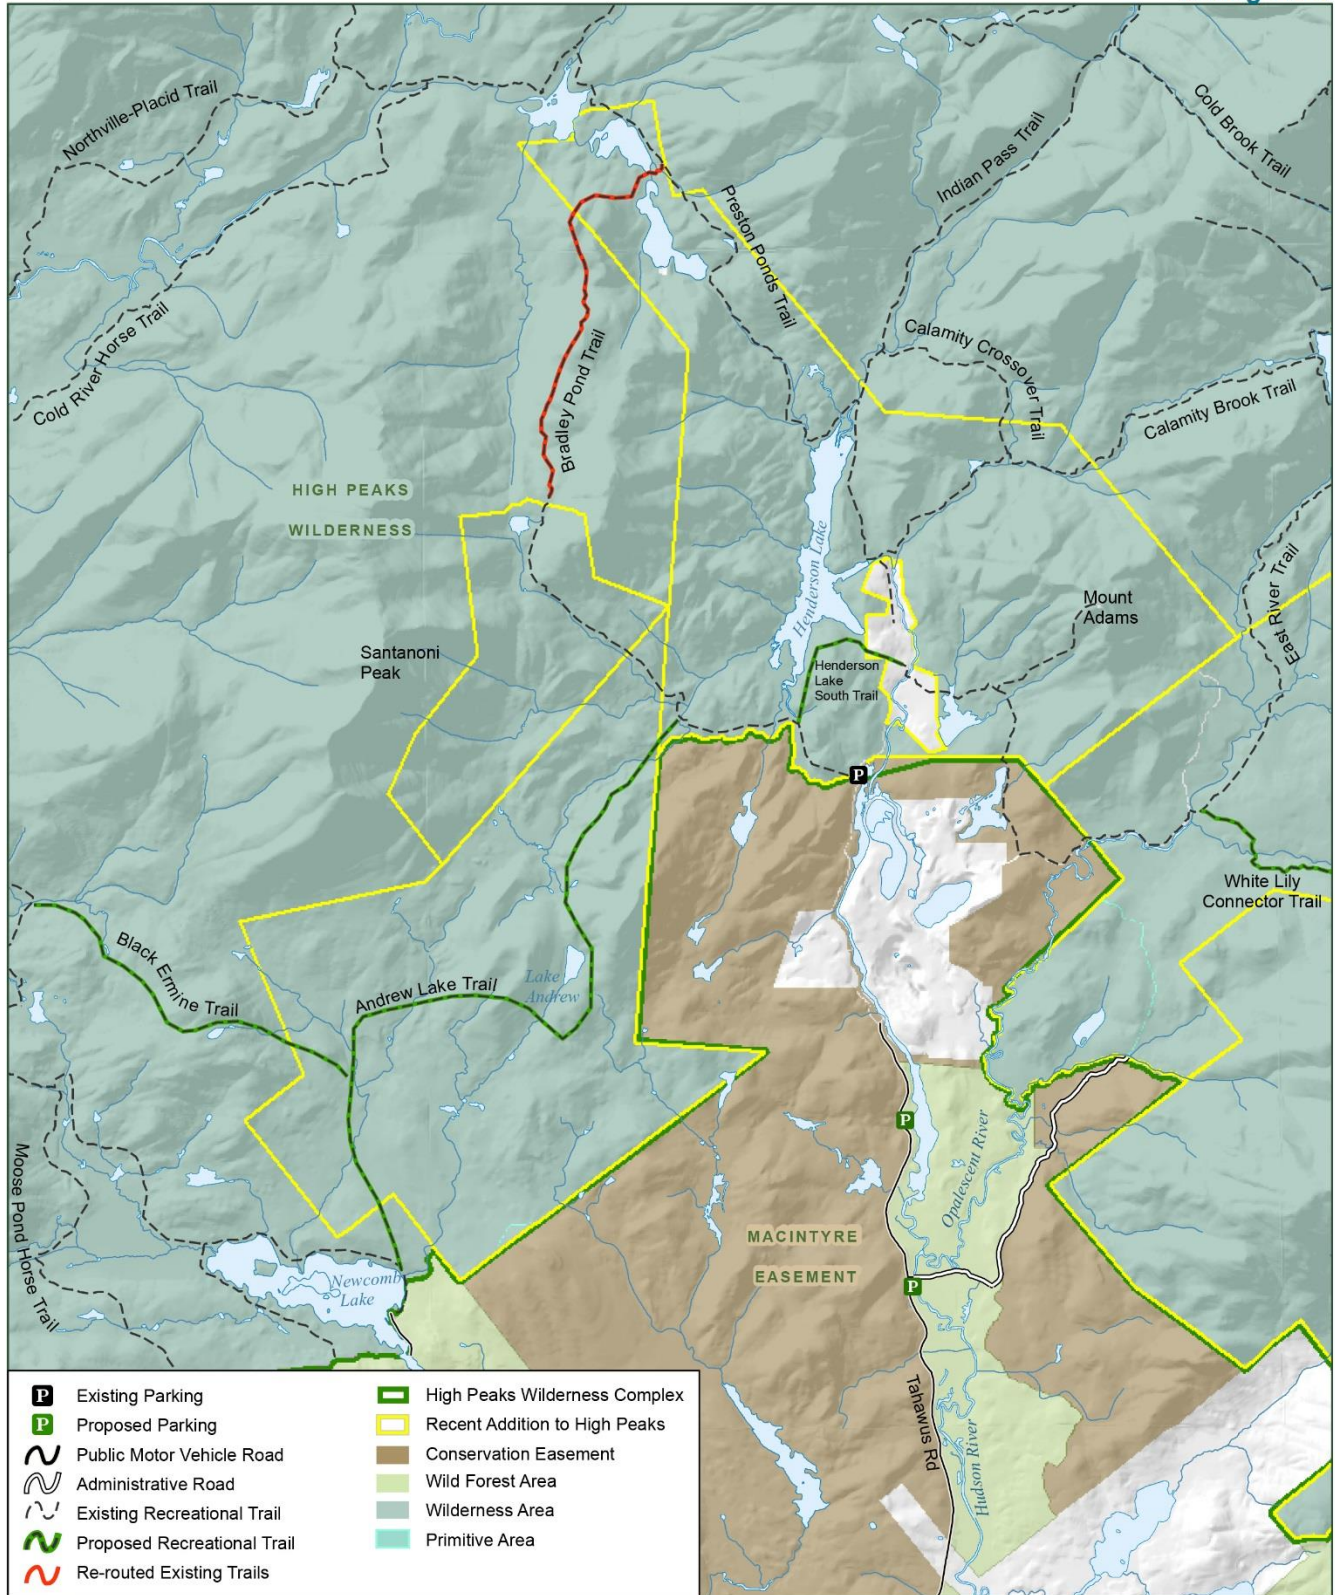 Northville-Placid Trail
Cold Brook Trail
Indian Pass Trail
Preston Ponds Trail
Cold River Horse Trail
Calamity Crossover Trail
Calamity Brook Trail
Bradley Pond Trail
HIGH PEAKS
WILDERNESS
Henderson Lake
East River Trail
Mount
Adams
Santanoni
Peak
Henderson
Lake
South Trail
P
White Lily
Connector Trail
Black Ermine Trail
Andrew Lake Trail
Lake
Andrew
P
Opalescent River
Moose Pond Horse Trail
MACINTYRE
EASEMENT
Newcomb
Lake
P
Tahawus Rd
Hudson River
P Existing Parking
P Proposed Parking
Public Motor Vehicle Road
Administrative Road
Existing Recreational Trail
Proposed Recreational Trail
Re-routed Existing Trails
High Peaks Wilderness Complex
Recent Addition to High Peaks
Conservation Easement
Wild Forest Area
Wilderness Area
Primitive Area